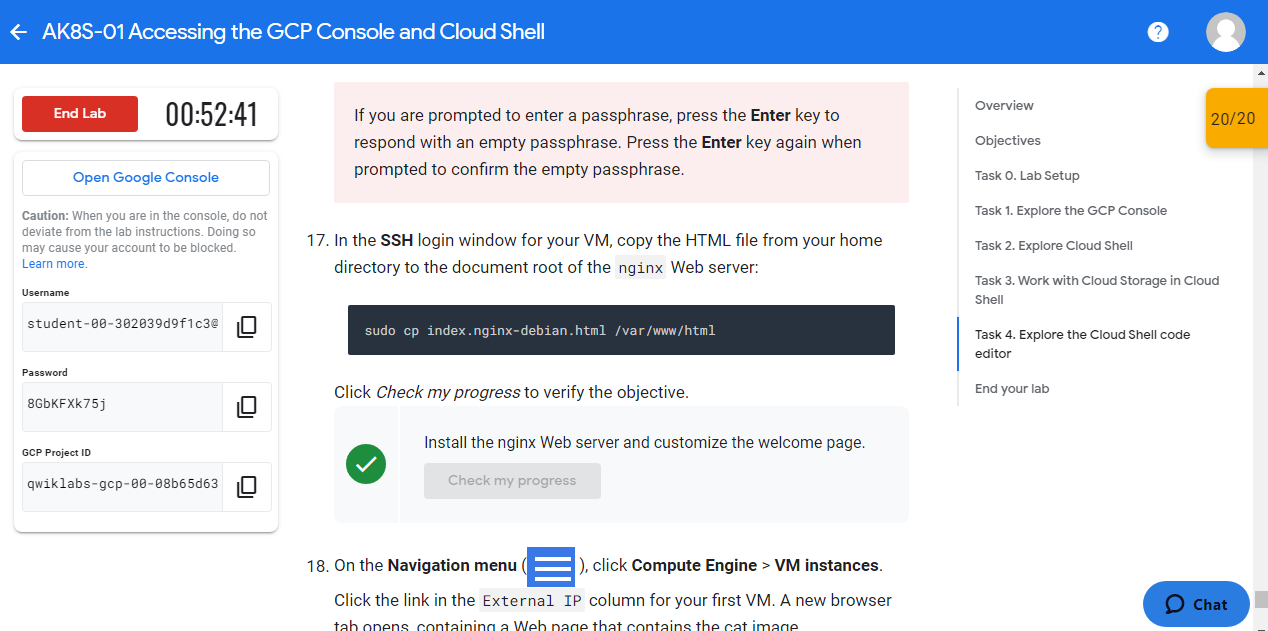 AK8S-01 Accessing the GCP Console and Cloud Shell
?
End Lab
00:52:41
Open Google Console
Caution: When you are in the console, do not
deviate from the lab instructions. Doing so
may cause your account to be blocked.
Learn more.
Username
student-00-302039d9f1c3@
Password
8GbKFXk75j
GCP Project ID
qwiklabs-gcp-00-08b65d63
If you are prompted to enter a passphrase, press the Enter key to
respond with an empty passphrase. Press the Enter key again when
prompted to confirm the empty passphrase.
17. In the SSH login window for your VM, copy the HTML file from your home
directory to the document root of the nginx Web server:
sudo cp index.nginx-debian.html /var/www/html
Click Check my progress to verify the objective.
Install the nginx Web server and customize the welcome page.
Check my progress
18. On the Navigation menu ( ), click Compute Engine > VM instances.
Click the link in the External IP column for your first VM. A new browser
tab opens, containing a Web page that contains the cat image.
Overview
Objectives
Task 0. Lab Setup
Task 1. Explore the GCP Console
Task 2. Explore Cloud Shell
Task 3. Work with Cloud Storage in Cloud
Shell
Task 4. Explore the Cloud Shell code
editor
End your lab
20/20
Chat